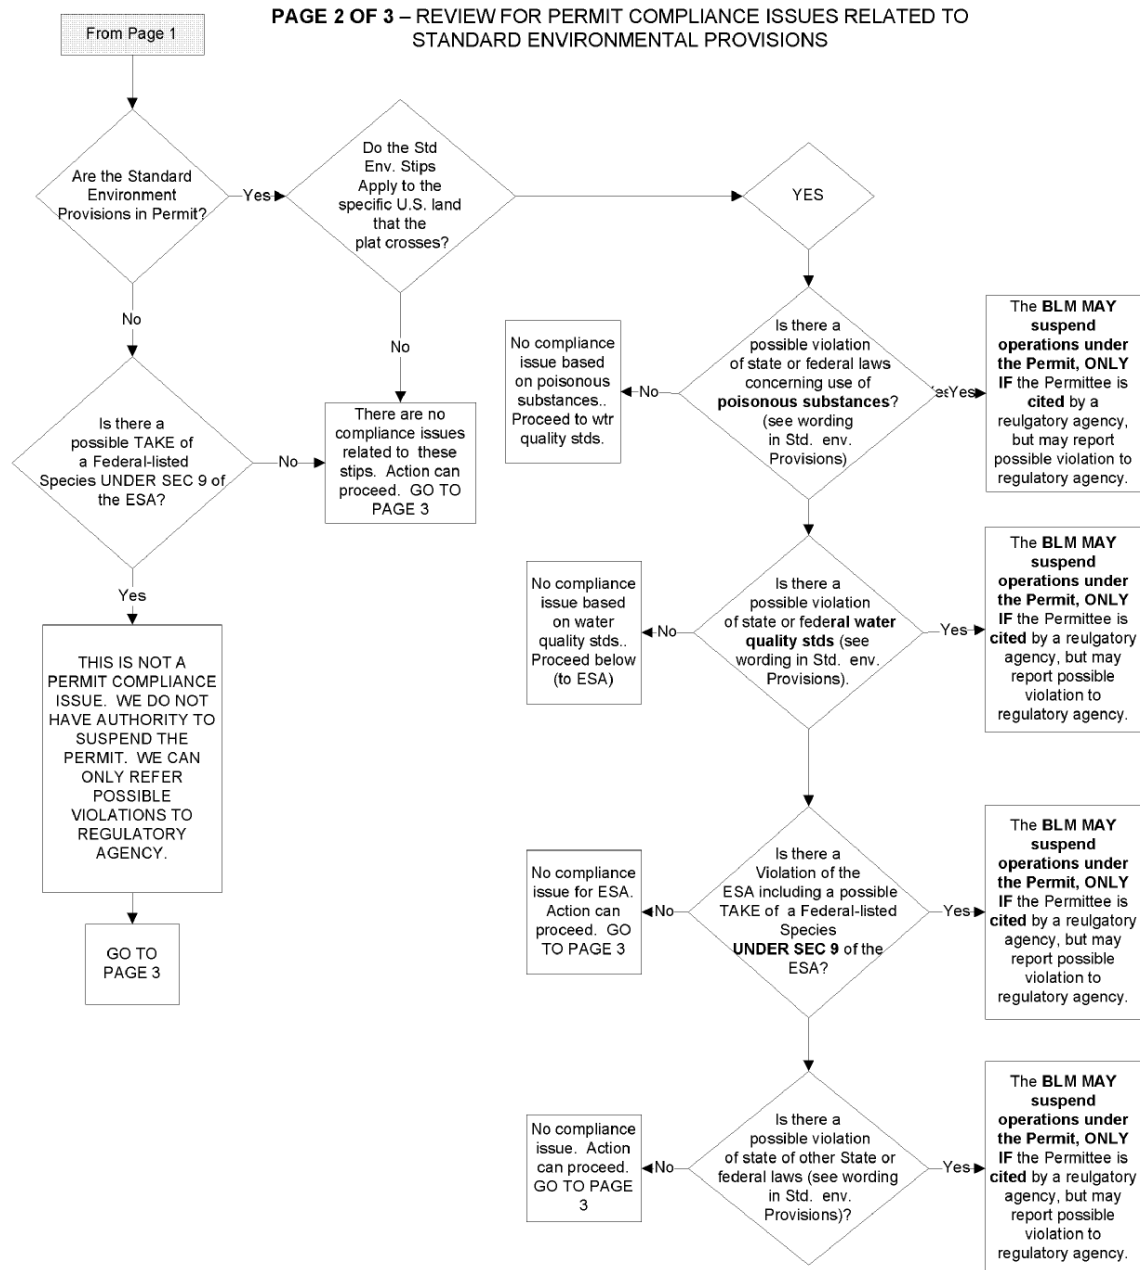 PAGE 2 OF 3 – REVIEW FOR PERMIT COMPLIANCE ISSUES RELATED TO
STANDARD ENVIRONMENTAL PROVISIONS
From Page 1
Are the Standard
Environment
Provisions in Permit?
Yes
Do the Std
Env. Stips
Apply to the
specific U.S. land
that the
plat crosses?
YES
No
No
Is there a
possible TAKE of
a Federal-listed
Species UNDER SEC 9 of
the ESA?
No
There are no
compliance issues
related to these
stips. Action can
proceed. GO TO
PAGE 3
Yes
THIS IS NOT A
PERMIT COMPLIANCE
ISSUE. WE DO NOT
HAVE AUTHORITY TO
SUSPEND THE
PERMIT. WE CAN
ONLY REFER
POSSIBLE
VIOLATIONS TO
REGULATORY
AGENCY.
GO TO
PAGE 3
No compliance
issue based
on poisonous
substances..
Proceed to wtr
quality stds.
No
Is there a
possible violation
of state or federal laws
concerning use of
poisonous substances?
(see wording
in Std. env.
Provisions)
Yes
Yes
The BLM MAY
suspend
operations under
the Permit, ONLY
IF the Permittee is
cited by a
reulgatory agency,
but may report
possible violation to
regulatory agency.
No compliance
issue based
on water
quality stds..
Proceed below
(to ESA)
No
Is there a
possible violation
of state or federal water
quality stds (see
wording in Std. env.
Provisions).
Yes
The BLM MAY
suspend
operations under
the Permit, ONLY
IF the Permittee is
cited by a reulgatory
agency, but may
report possible
violation to
regulatory agency.
No compliance
issue for ESA.
Action can
proceed. GO
TO PAGE 3
No
Is there a
Violation of the
ESA including a possible
TAKE of a Federal-listed
Species
UNDER SEC 9 of the
ESA?
Yes
The BLM MAY
suspend
operations under
the Permit, ONLY
IF the Permittee is
cited by a reulgatory
agency, but may
report possible
violation to
regulatory agency.
No compliance
issue. Action
can proceed.
GO TO PAGE
3
No
Is there a
possible violation
of state of other State or
federal laws (see wording
in Std. env.
Provisions)?
Yes
The BLM MAY
suspend
operations under
the Permit, ONLY
IF the Permittee is
cited by a reulgatory
agency, but may
report possible
violation to
regulatory agency.